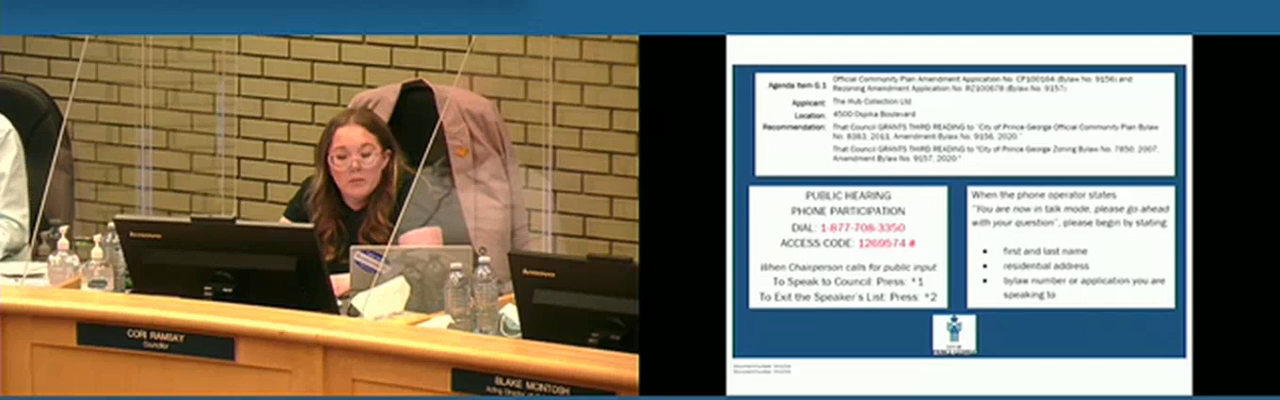 lenovo
lenovo
CORI RAMSAY
Councillor
BLAKE MCINTOSH
Agenda Item G.1
Official Community Plan Amendment Application No. CP100164 (Bylaw No. 9156) and
Rezoning Amendment Application No. RZ100678 (Bylaw No. 9157)
Applicant: The Hub Collection Ltd.
Location: 4500 Ospika Boulevard
Recommendation: That Council GRANTS THIRD READING to "City of Prince George Official Community Plan Bylaw
No. 8383, 2011, Amendment Bylaw No. 9156, 2020."
That Council GRANTS THIRD READING to "City of Prince George Zoning Bylaw No. 7850, 2007,
Amendment Bylaw No. 9157, 2020."
PUBLIC HEARING
PHONE PARTICIPATION
DIAL: 1-877-708-3350
ACCESS CODE: 1269574 #
When Chairperson calls for public input
To Speak to Council: Press: *1
To Exit the Speaker's List: Press: *2
When the phone operator states
"You are now in talk mode, please go ahead
with your question", please begin by stating
• first and last name
• residential address
• bylaw number or application you are
speaking to
CITY OF
PRINCE GEORGE